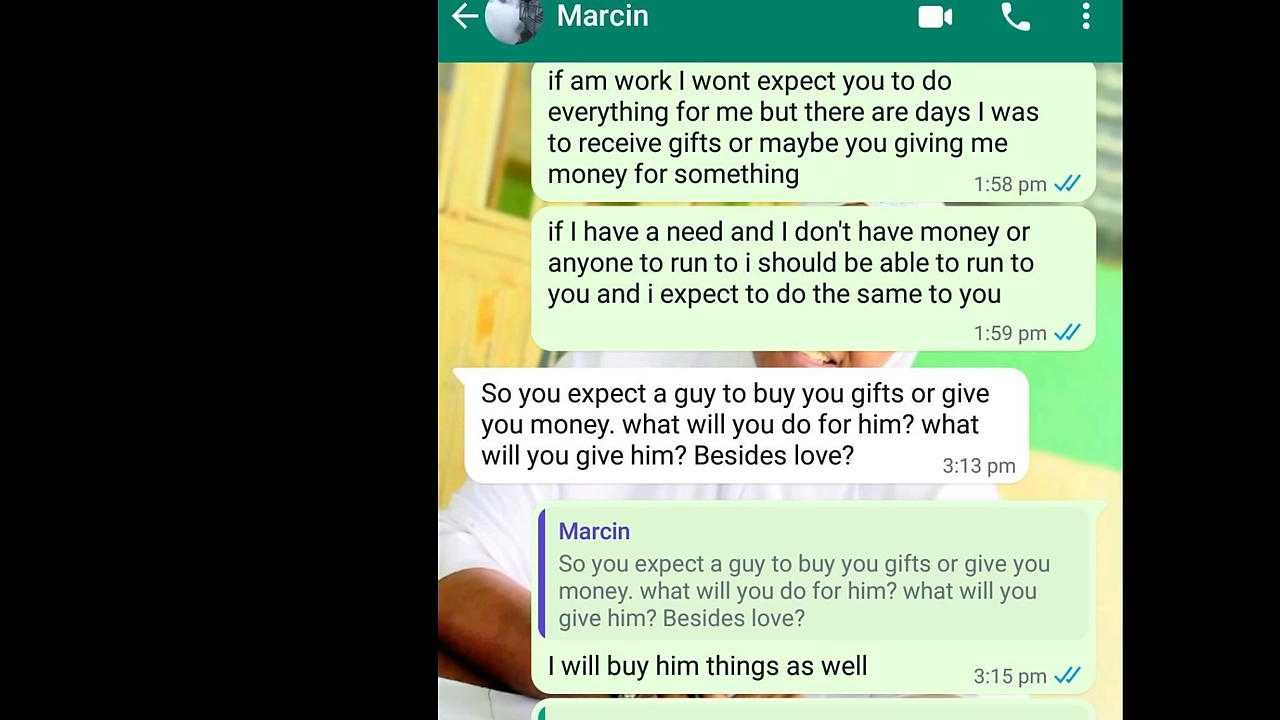 Marcin
if am work I wont expect you to do
everything for me but there are days I was
to receive gifts or maybe you giving me
money for something
1:58 pm
if I have a need and I don't have money or
anyone to run to i should be able to run to
you and i expect to do the same to you
1:59 pm
So you expect a guy to buy you gifts or give
you money. what will you do for him? what
will you give him? Besides love?
3:13 pm
Marcin
So you expect a guy to buy you gifts or give you
money. what will you do for him? what will you
give him? Besides love?
I will buy him things as well
3:15 pm